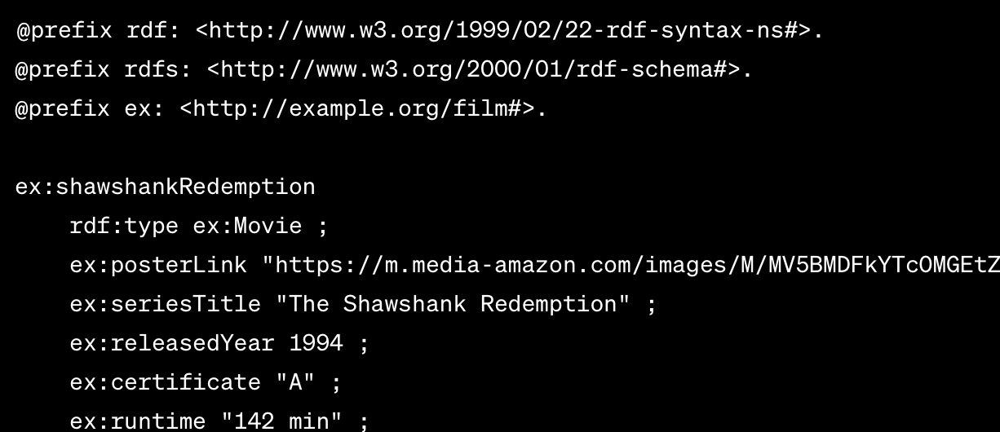 @prefix rdf: <http://www.w3.org/1999/02/22-rdf-syntax-ns#>.
@prefix rdfs: <http://www.w3.org/2000/01/rdf-schema#>.
@prefix ex: <http://example.org/film#>.
ex:shawshankRedemption
rdf:type ex:Movie ;
ex:posterLink "https://m.media-amazon.com/images/M/MV5BMDFkYTc0MGEtZ
ex:seriesTitle "The Shawshank Redemption" ;
ex:releasedYear 1994 ;
ex:certificate "A" ;
ex:runtime "142 min" ;